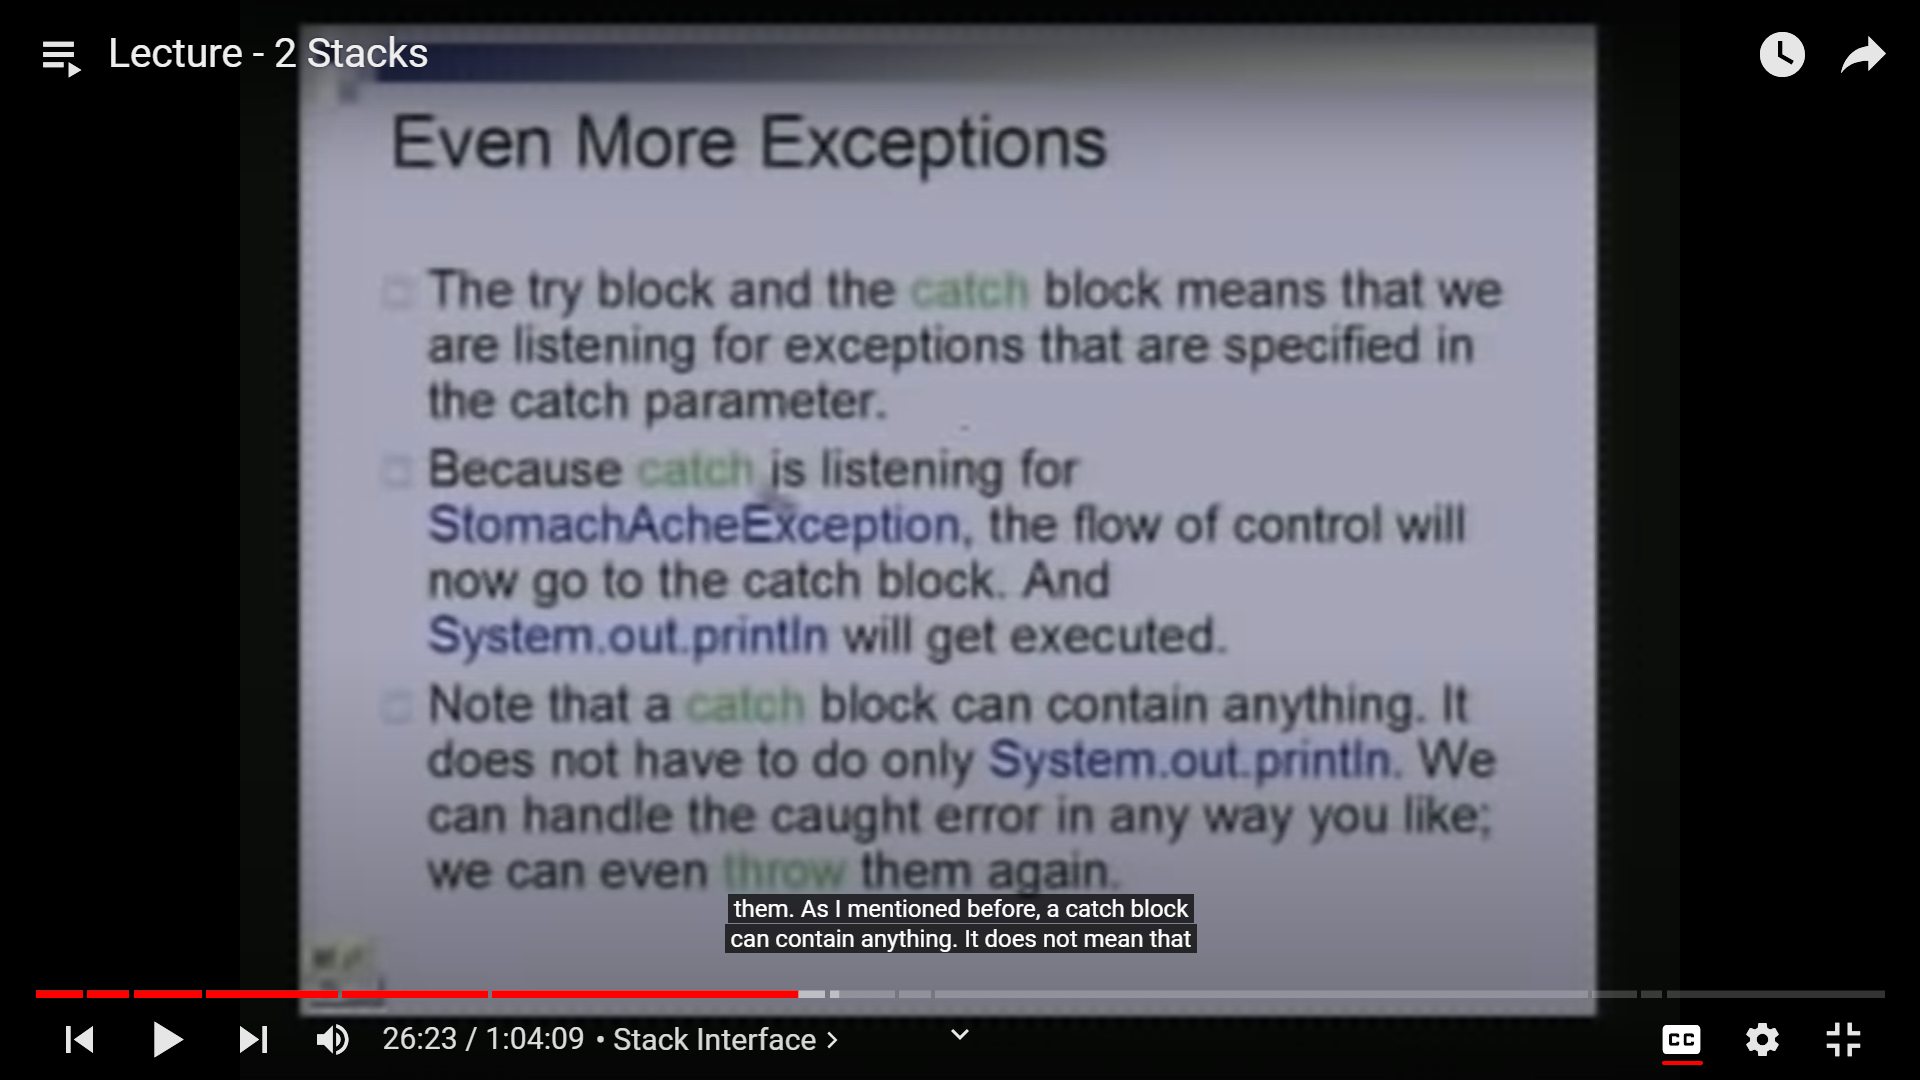 Lecture - 2 Stacks
Even More Exceptions
The try block and the catch block means that we
are listening for exceptions that are specified in
the catch parameter.
Because catch is listening for
StomachAcheException, the flow of control will
now go to the catch block. And
System.out.println will get executed.
Note that a catch block can contain anything. It
does not have to do only System.out.println. We
can handle the caught error in any way you like;
we can even throw them again.
them. As I mentioned before, a catch block
can contain anything. It does not mean that
26:23 / 1:04:09 • Stack Interface >
CC